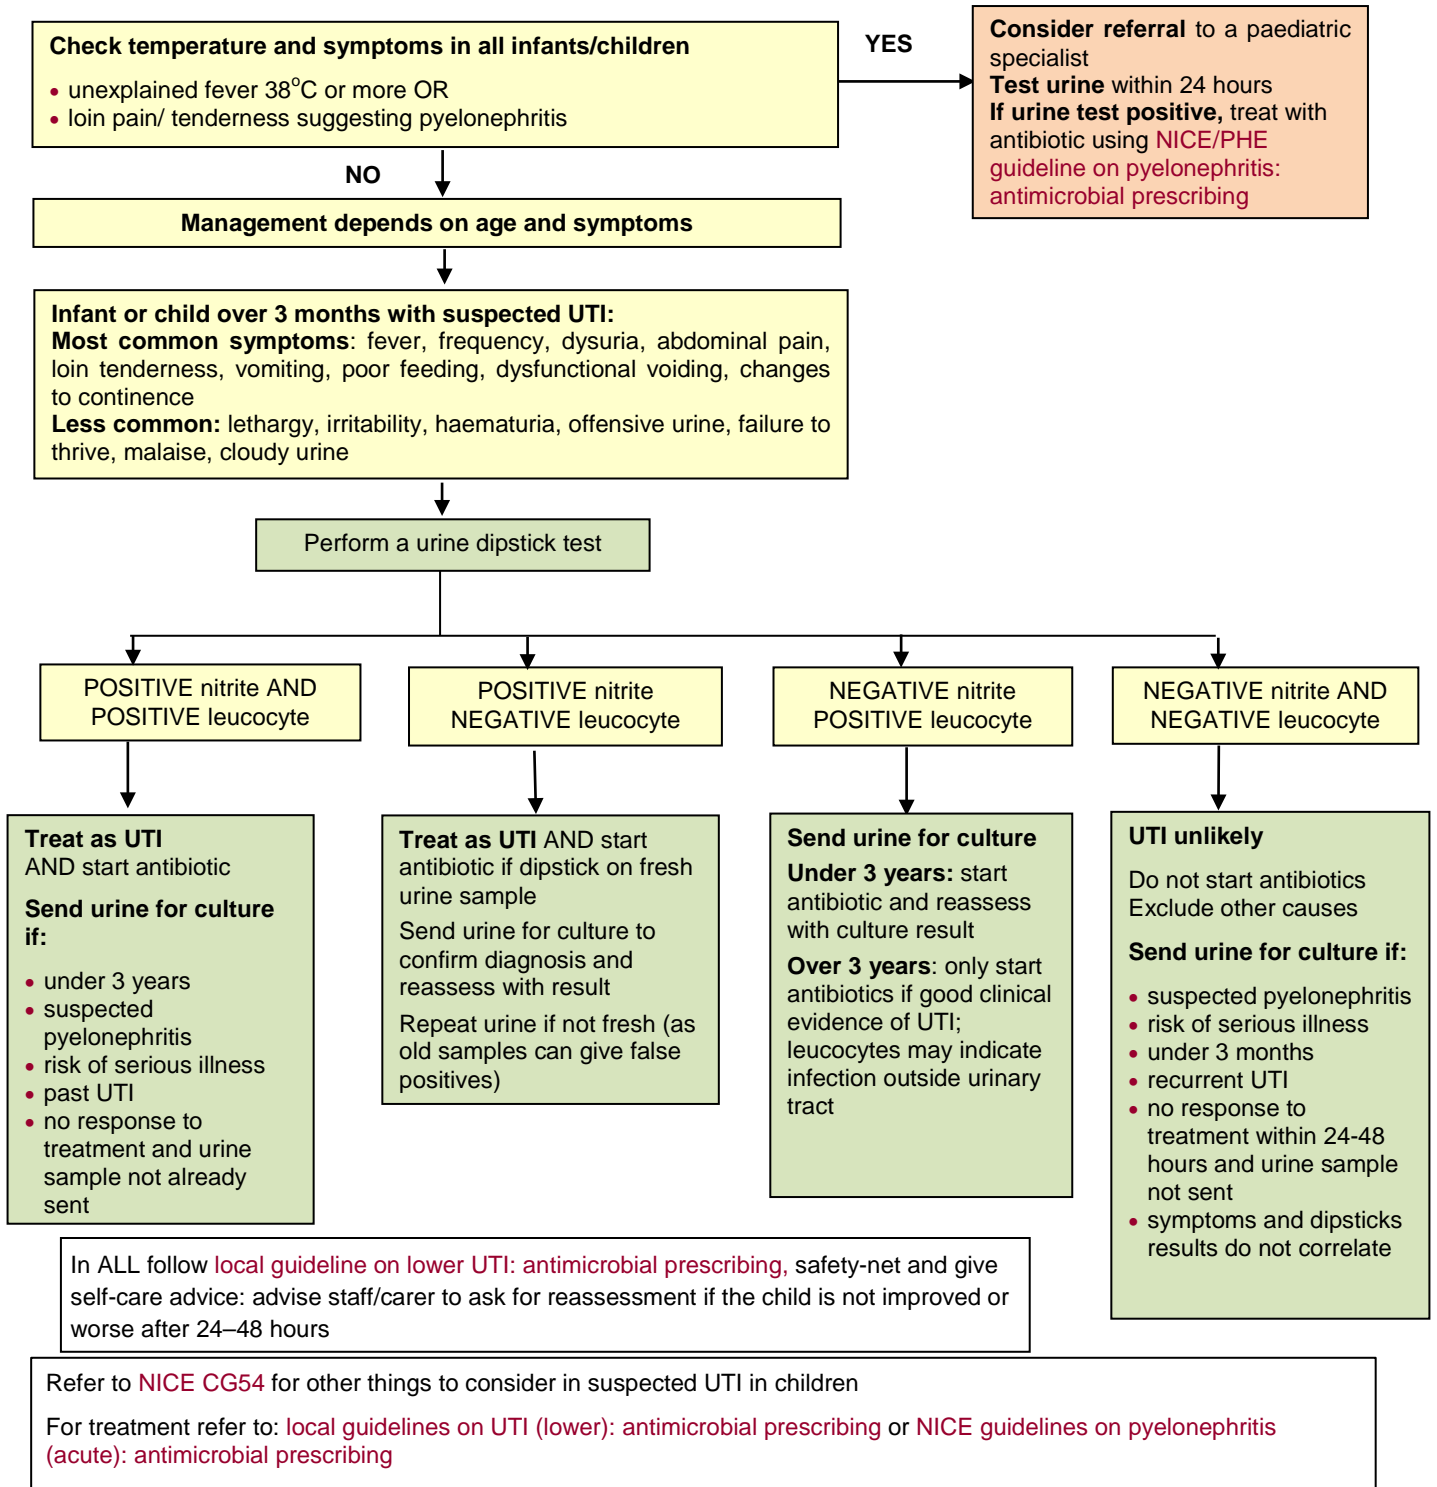 Check temperature and symptoms in all infants/children
• unexplained fever 38°C or more OR
• loin pain/ tenderness suggesting pyelonephritis
YES
Consider referral to a paediatric
specialist
Test urine within 24 hours
If urine test positive, treat with
antibiotic using NICE/PHE
guideline on pyelonephritis:
antimicrobial prescribing
NO
Management depends on age and symptoms
Infant or child over 3 months with suspected UTI:
Most common symptoms: fever, frequency, dysuria, abdominal pain,
loin tenderness, vomiting, poor feeding, dysfunctional voiding, changes
to continence
Less common: lethargy, irritability, haematuria, offensive urine, failure to
thrive, malaise, cloudy urine
Perform a urine dipstick test
POSITIVE nitrite AND
POSITIVE leucocyte
POSITIVE nitrite
NEGATIVE leucocyte
NEGATIVE nitrite
POSITIVE leucocyte
NEGATIVE nitrite AND
NEGATIVE leucocyte
Treat as UTI
AND start antibiotic
Send urine for culture
if:
• under 3 years
• suspected
pyelonephritis
• risk of serious illness
• past UTI
• no response to
treatment and urine
sample not already
sent
Treat as UTI AND start
antibiotic if dipstick on fresh
urine sample
Send urine for culture to
confirm diagnosis and
reassess with result
Repeat urine if not fresh (as
old samples can give false
positives)
Send urine for culture
Under 3 years: start
antibiotic and reassess
with culture result
Over 3 years: only start
antibiotics if good clinical
evidence of UTI;
leucocytes may indicate
infection outside urinary
tract
UTI unlikely
Do not start antibiotics
Exclude other causes
Send urine for culture if:
• suspected pyelonephritis
• risk of serious illness
• under 3 months
• recurrent UTI
• no response to
treatment within 24-48
hours and urine sample
not sent
• symptoms and dipsticks
results do not correlate
In ALL follow local guideline on lower UTI: antimicrobial prescribing, safety-net and give
self-care advice: advise staff/carer to ask for reassessment if the child is not improved or
worse after 24–48 hours
Refer to NICE CG54 for other things to consider in suspected UTI in children
For treatment refer to: local guidelines on UTI (lower): antimicrobial prescribing or NICE guidelines on pyelonephritis
(acute): antimicrobial prescribing